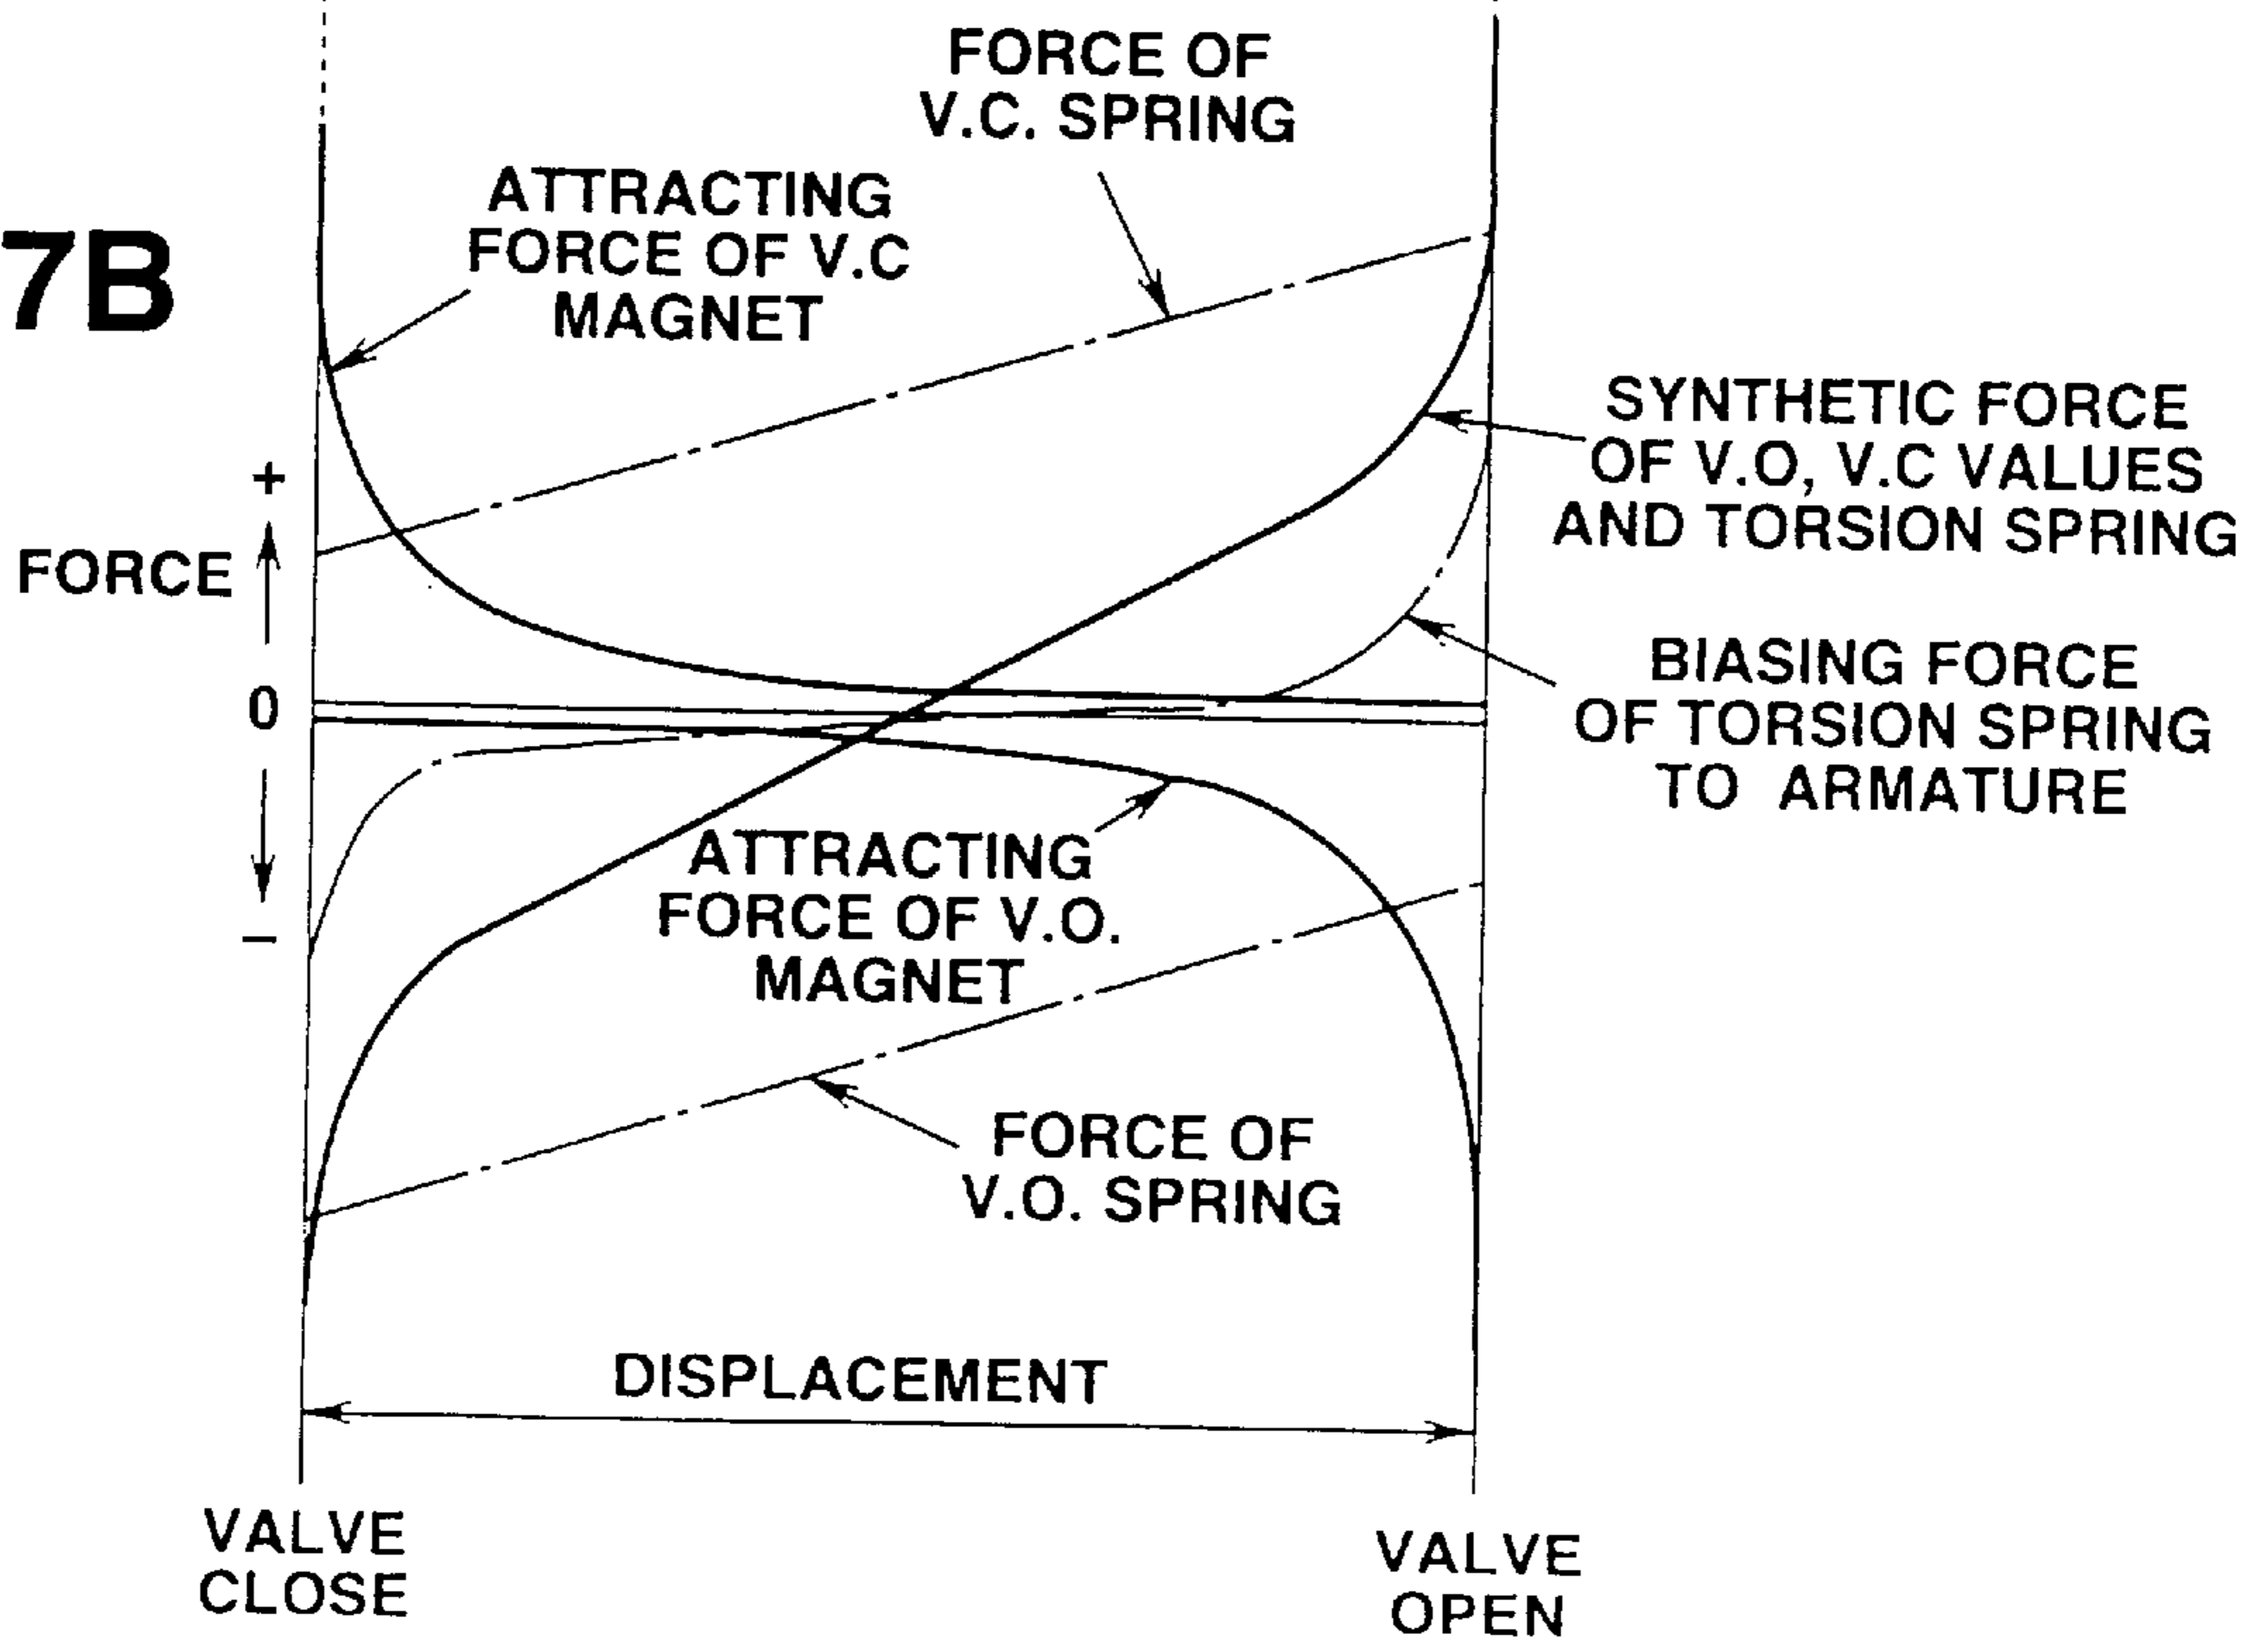 FORCE OF
V.C. SPRING
ATTRACTING
FORCE OF V.C
MAGNET
7B
SYNTHETIC FORCE
OF V.O, V.C VALUES
AND TORSION SPRING
+
FORCE
0
−
BIASING FORCE
OF TORSION SPRING
TO ARMATURE
ATTRACTING
FORCE OF V.O.
MAGNET
FORCE OF
V.O. SPRING
DISPLACEMENT
VALVE
CLOSE
VALVE
OPEN